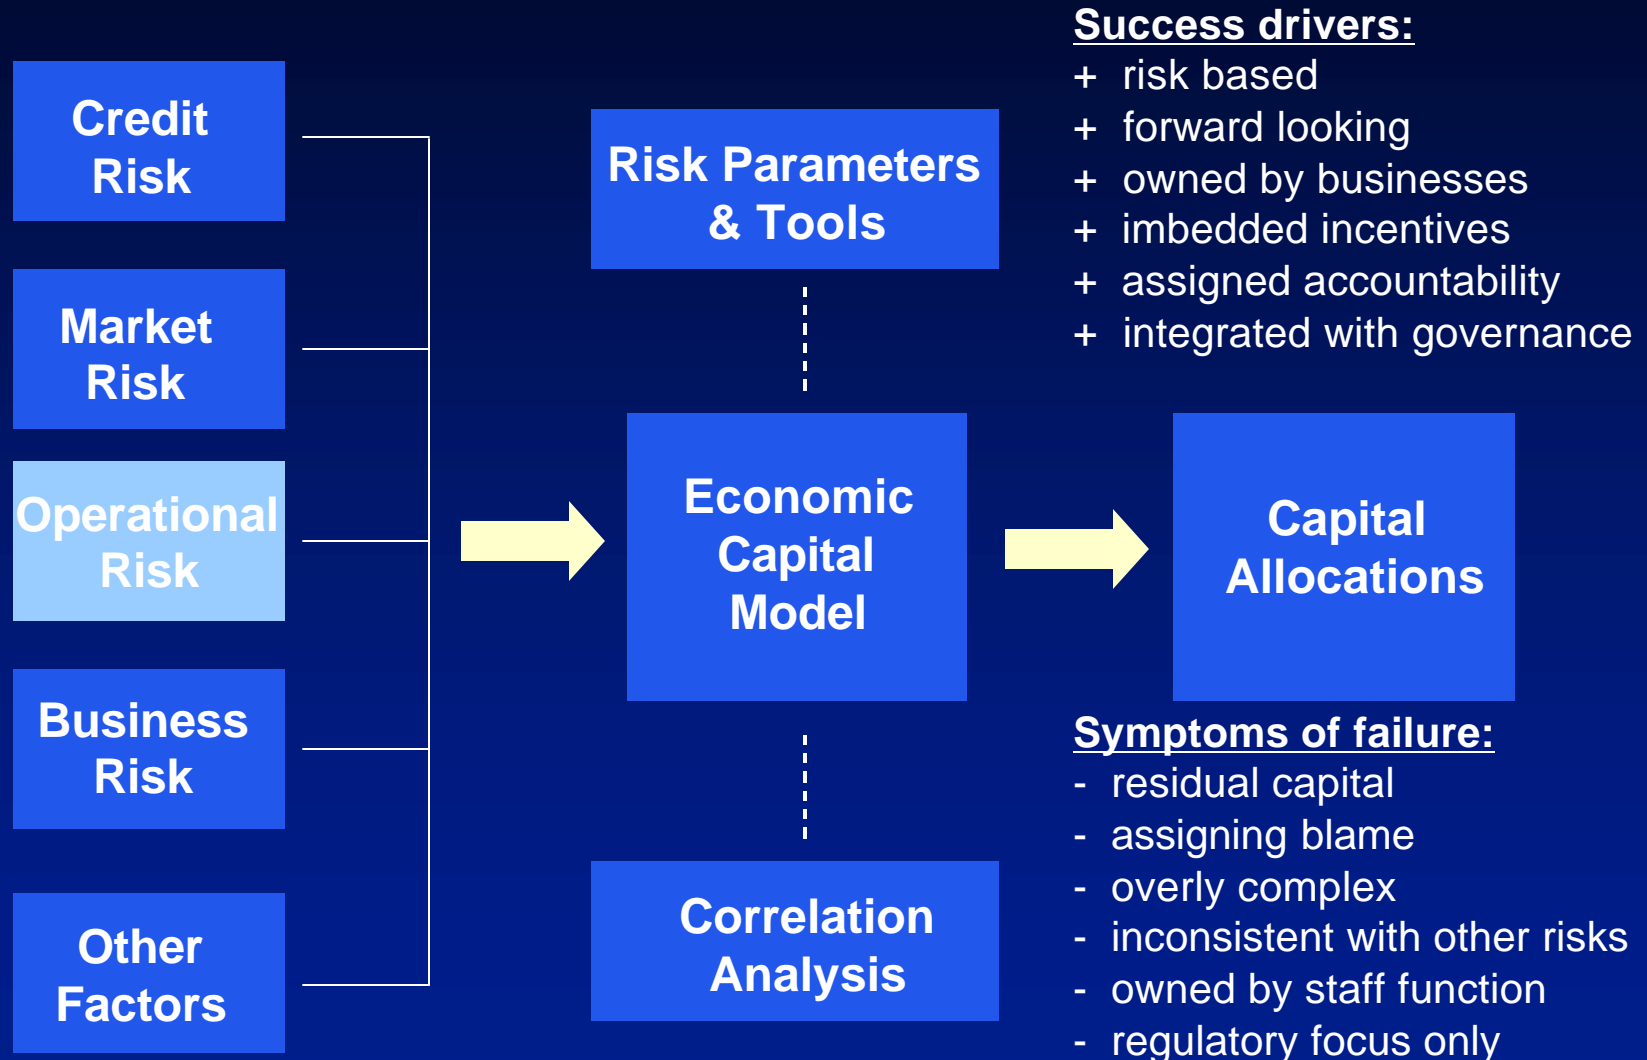 Credit
Risk
Market
Risk
Operational
Risk
Business
Risk
Other
Factors
Risk Parameters
& Tools
Economic
Capital
Model
Correlation
Analysis
Capital
Allocations
Success drivers:
+ risk based
+ forward looking
+ owned by businesses
+ imbedded incentives
+ assigned accountability
+ integrated with governance
Symptoms of failure:
- residual capital
- assigning blame
- overly complex
- inconsistent with other risks
- owned by staff function
- regulatory focus only